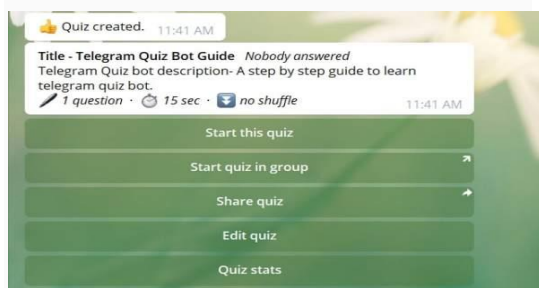 👍 Quiz created. 11:41 AM
Title - Telegram Quiz Bot Guide Nobody answered
Telegram Quiz bot description- A step by step guide to learn
telegram quiz bot.
🖊 1 question · ⏱ 15 sec · ⏬ no shuffle 11:41 AM
Start this quiz
Start quiz in group
Share quiz
Edit quiz
Quiz stats